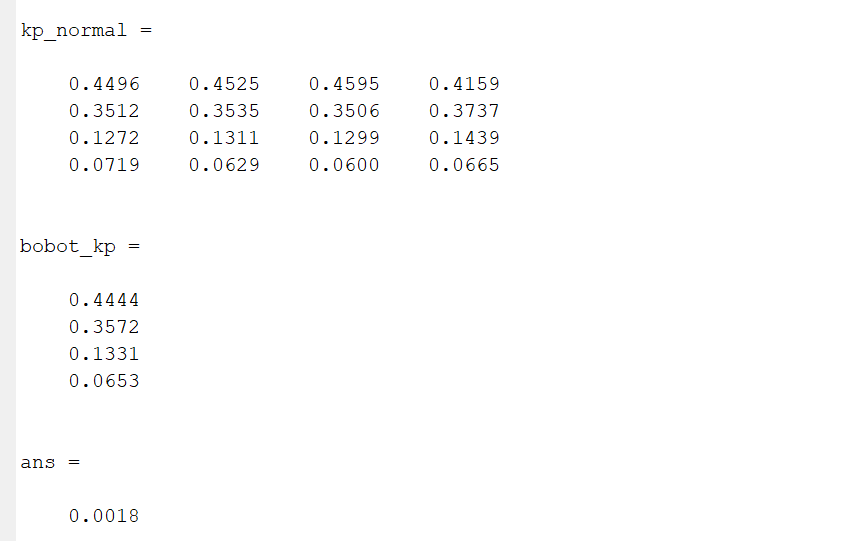 kp_normal =
0.4496 0.4525 0.4595 0.4159
0.3512 0.3535 0.3506 0.3737
0.1272 0.1311 0.1299 0.1439
0.0719 0.0629 0.0600 0.0665
bobot_kp =
0.4444
0.3572
0.1331
0.0653
ans =
0.0018